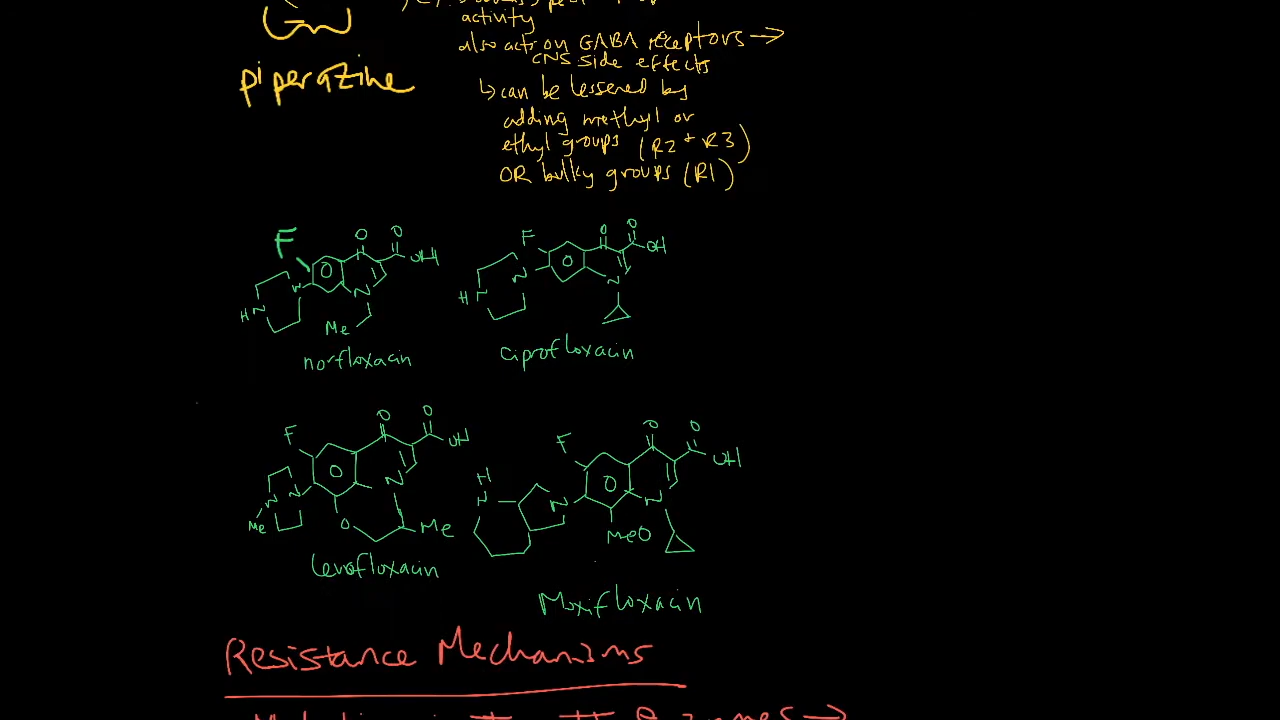 activity
also act on GABA receptors →
CNS side effects
↳ can be lessened by
adding methyl or
ethyl groups (R2 + R3)
OR bulky groups (R1)
piperazine
F O O OH
N N H N Me
norfloxacin
F O O OH
N N H N
ciprofloxacin
F O O OH
N N Me N O Me
levofloxacin
F O O OH
H N N N MeO
Moxifloxacin
Resistance Mechanisms